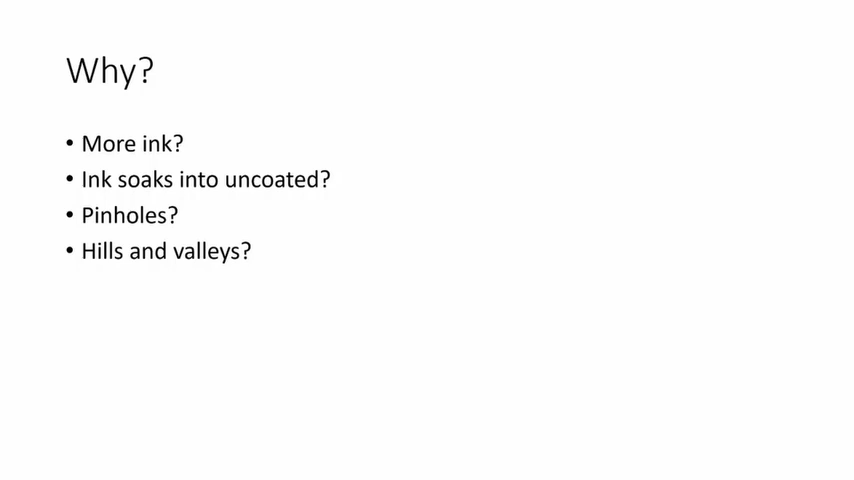 Why?
• More ink?
• Ink soaks into uncoated?
• Pinholes?
• Hills and valleys?